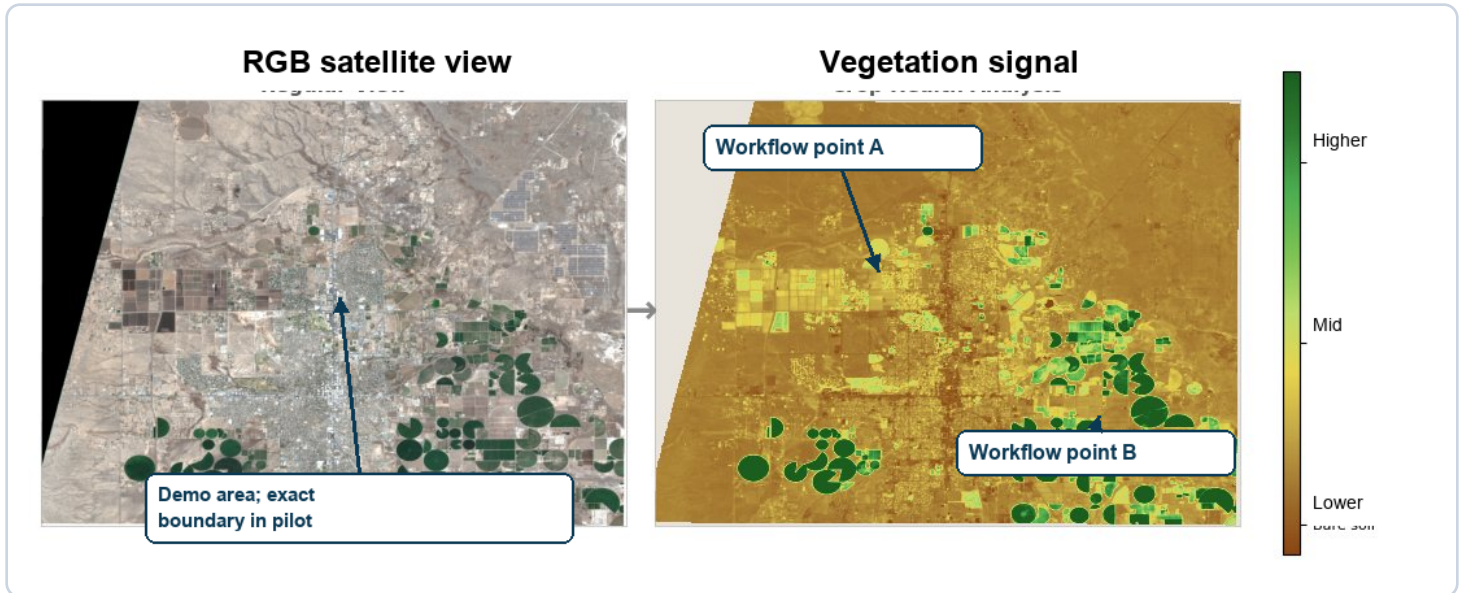 RGB satellite view
Vegetation signal
Workflow point A
Higher
Mid
Workflow point B
Demo area; exact
boundary in pilot
Lower